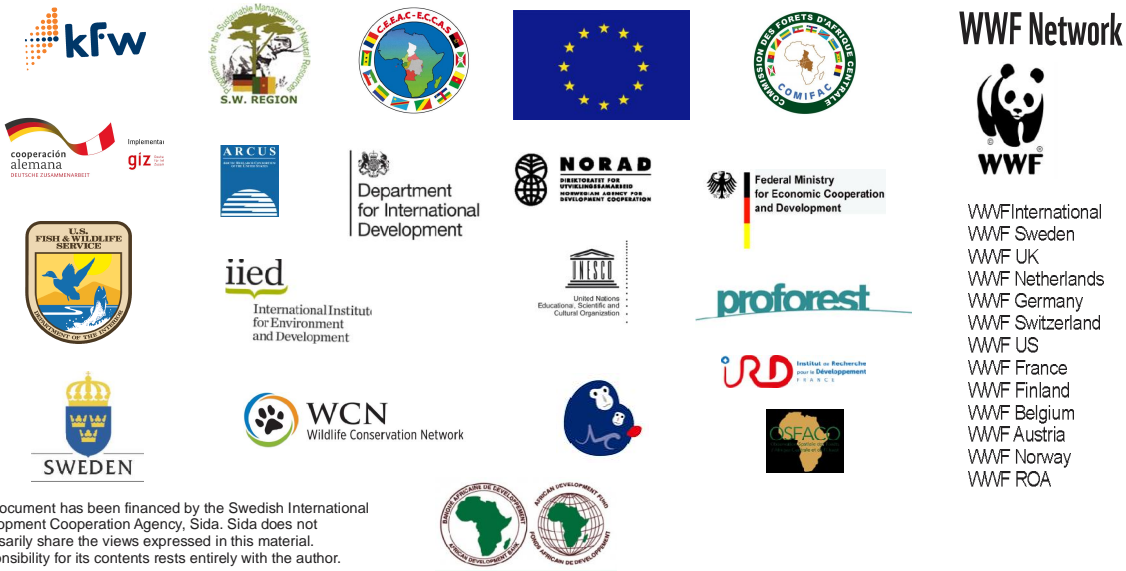 kfw
Programme for the Sustainable Management of Natural Resources
S.W. REGION
C.E.E.A.C - E.C.C.A.S
COMMISSION DES FORETS D'AFRIQUE CENTRALE
COMIFAC
WWF Network
WWF
cooperación
alemana
DEUTSCHE ZUSAMMENARBEIT
Implementa
giz
ARCUS
Department
for International
Development
NORAD
DIREKTORATET FOR
UTVIKLINGSSAMARBEID
NORWEGIAN AGENCY FOR
DEVELOPMENT COOPERATION
Federal Ministry
for Economic Cooperation
and Development
U.S.
FISH & WILDLIFE
SERVICE
DEPARTMENT OF THE INTERIOR
iied
International Institute
for Environment
and Development
UNESCO
United Nations
Educational, Scientific and
Cultural Organization
proforest
IRD
Institut de Recherche
pour le Développement
FRANCE
SWEDEN
WCN
Wildlife Conservation Network
OSFACO
WWF International
WWF Sweden
WWF UK
WWF Netherlands
WWF Germany
WWF Switzerland
WWF US
WWF France
WWF Finland
WWF Belgium
WWF Austria
WWF Norway
WWF ROA
ocument has been financed by the Swedish International
opment Cooperation Agency, Sida. Sida does not
sarily share the views expressed in this material.
onsibility for its contents rests entirely with the author.
BANQUE AFRICAINE DE DEVELOPPEMENT
AFRICAN DEVELOPMENT BANK
AFRICAN DEVELOPMENT FUND
FONDS AFRICAIN DE DEVELOPPEMENT